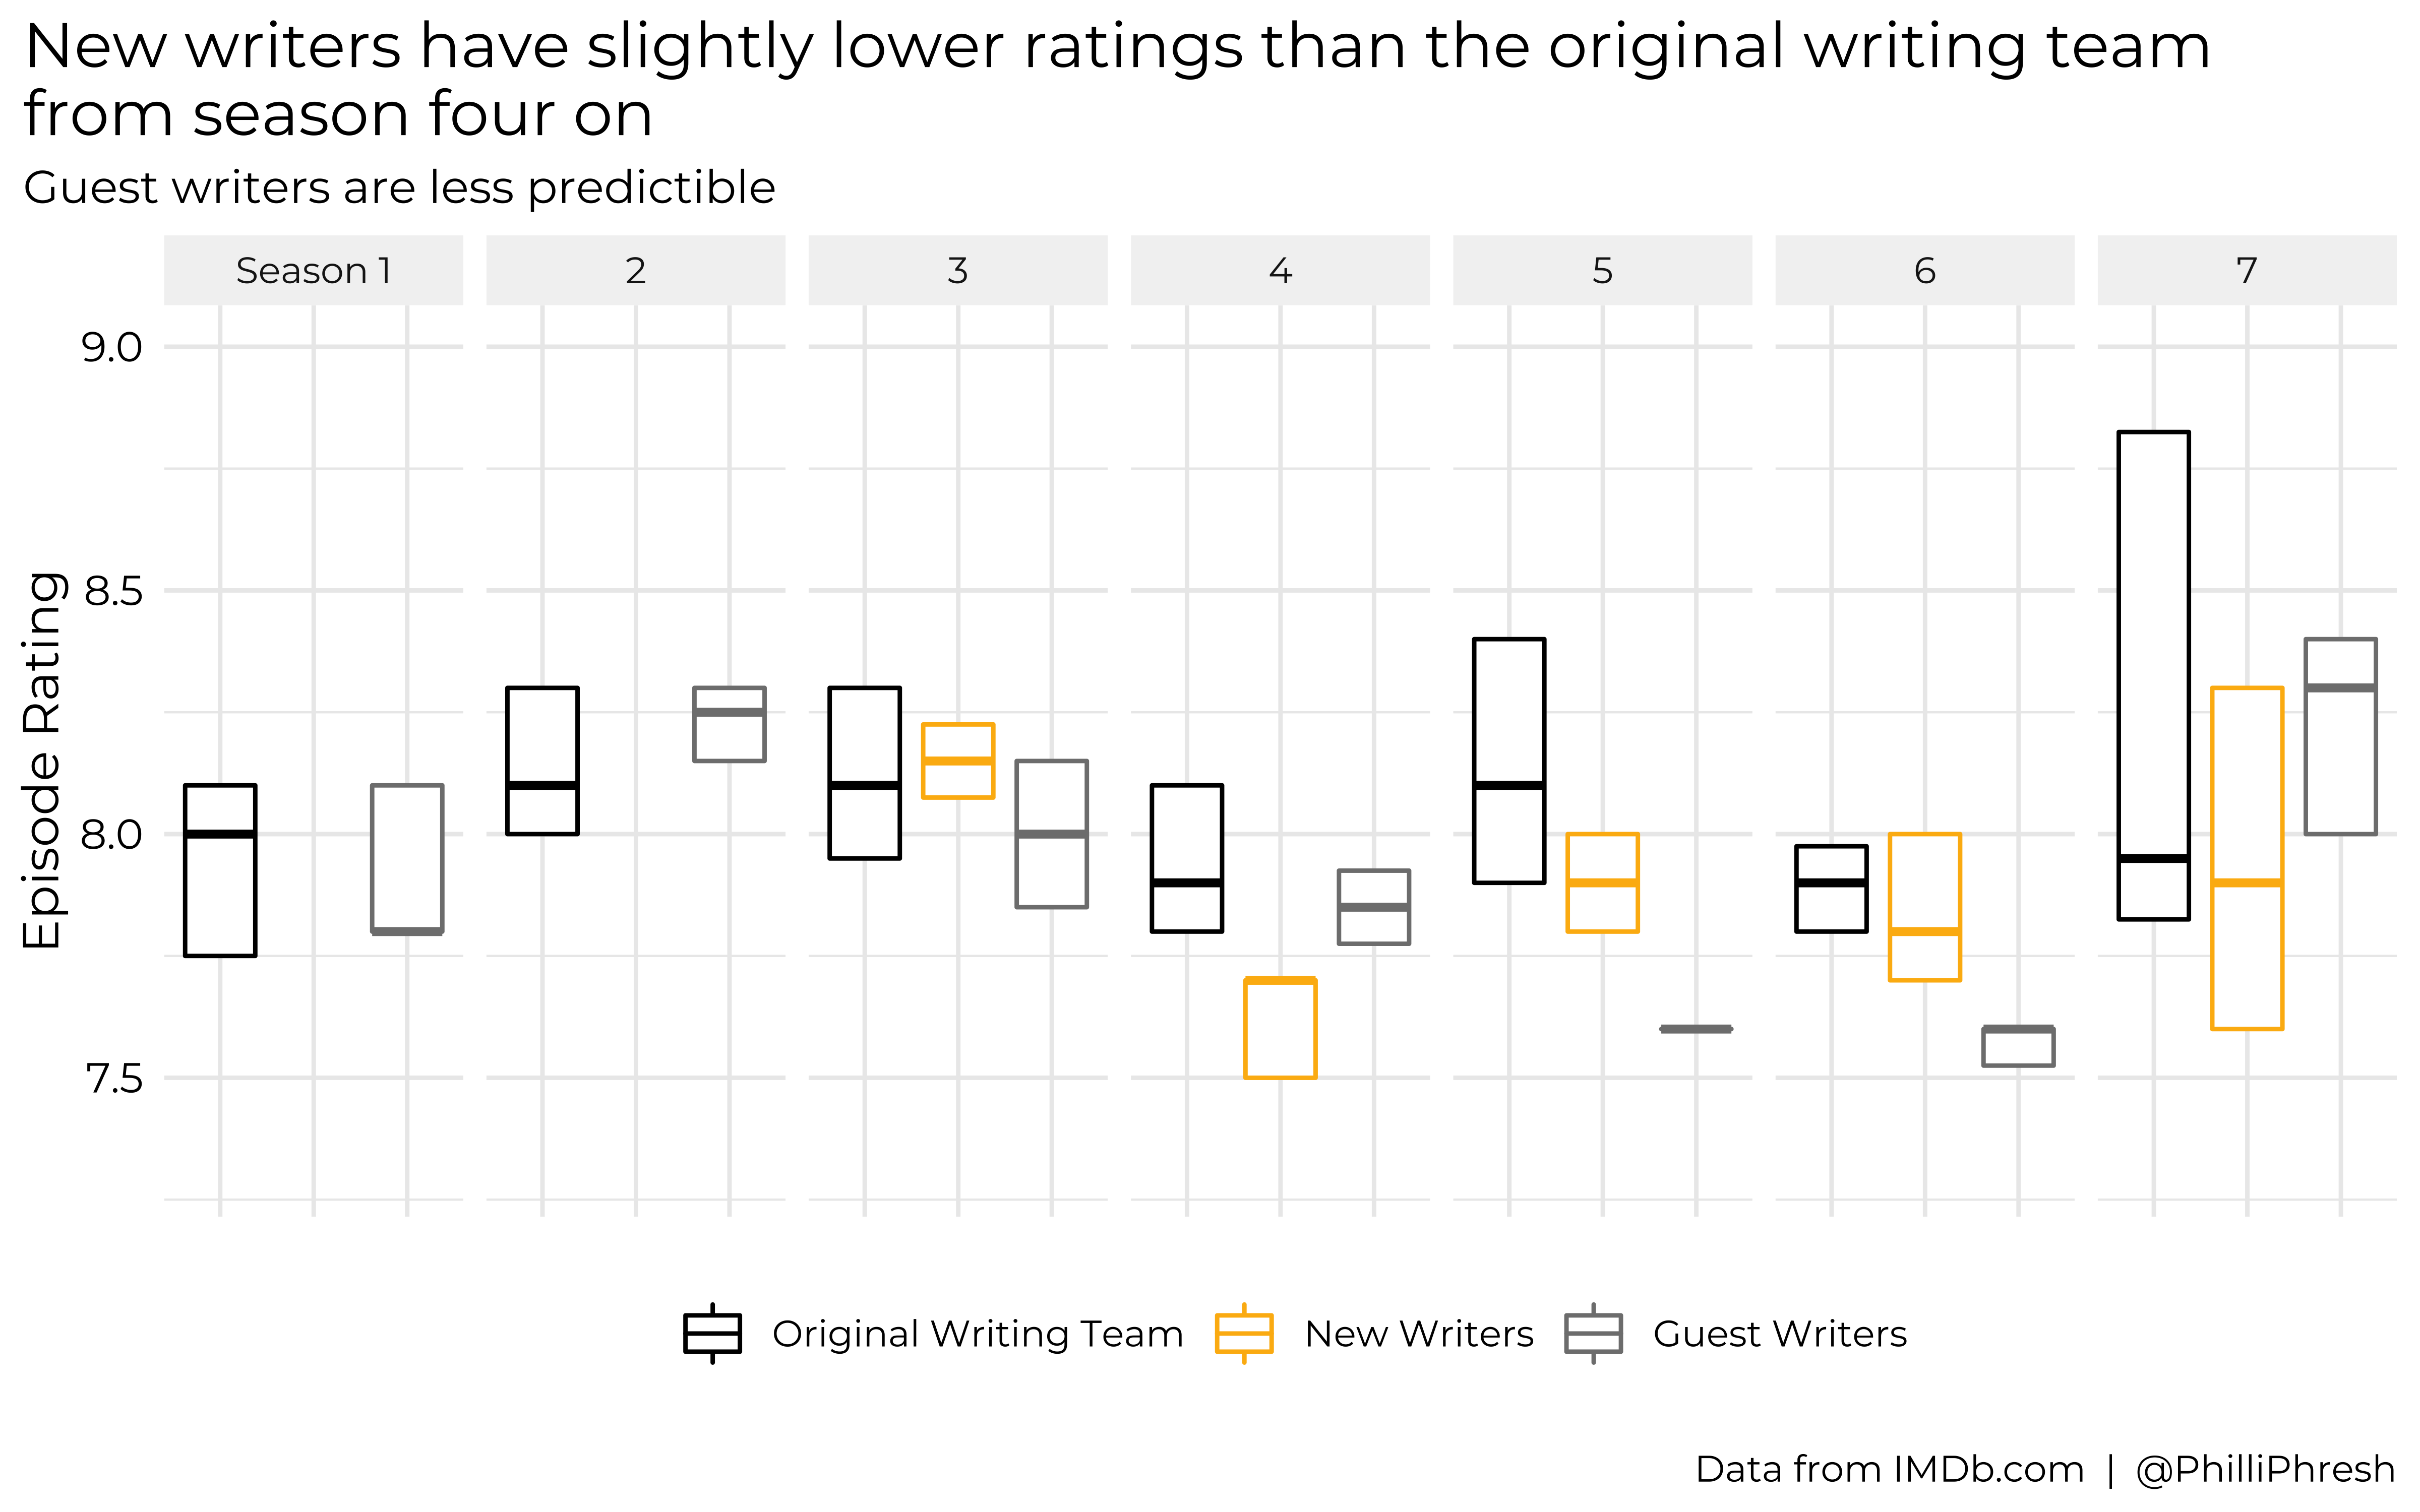 New writers have slightly lower ratings than the original writing team
from season four on
Guest writers are less predictible
Season 1 2 3 4 5 6 7
9.0
8.5
8.0
7.5
Episode Rating
Original Writing Team New Writers Guest Writers
Data from IMDb.com | @PhilliPhresh